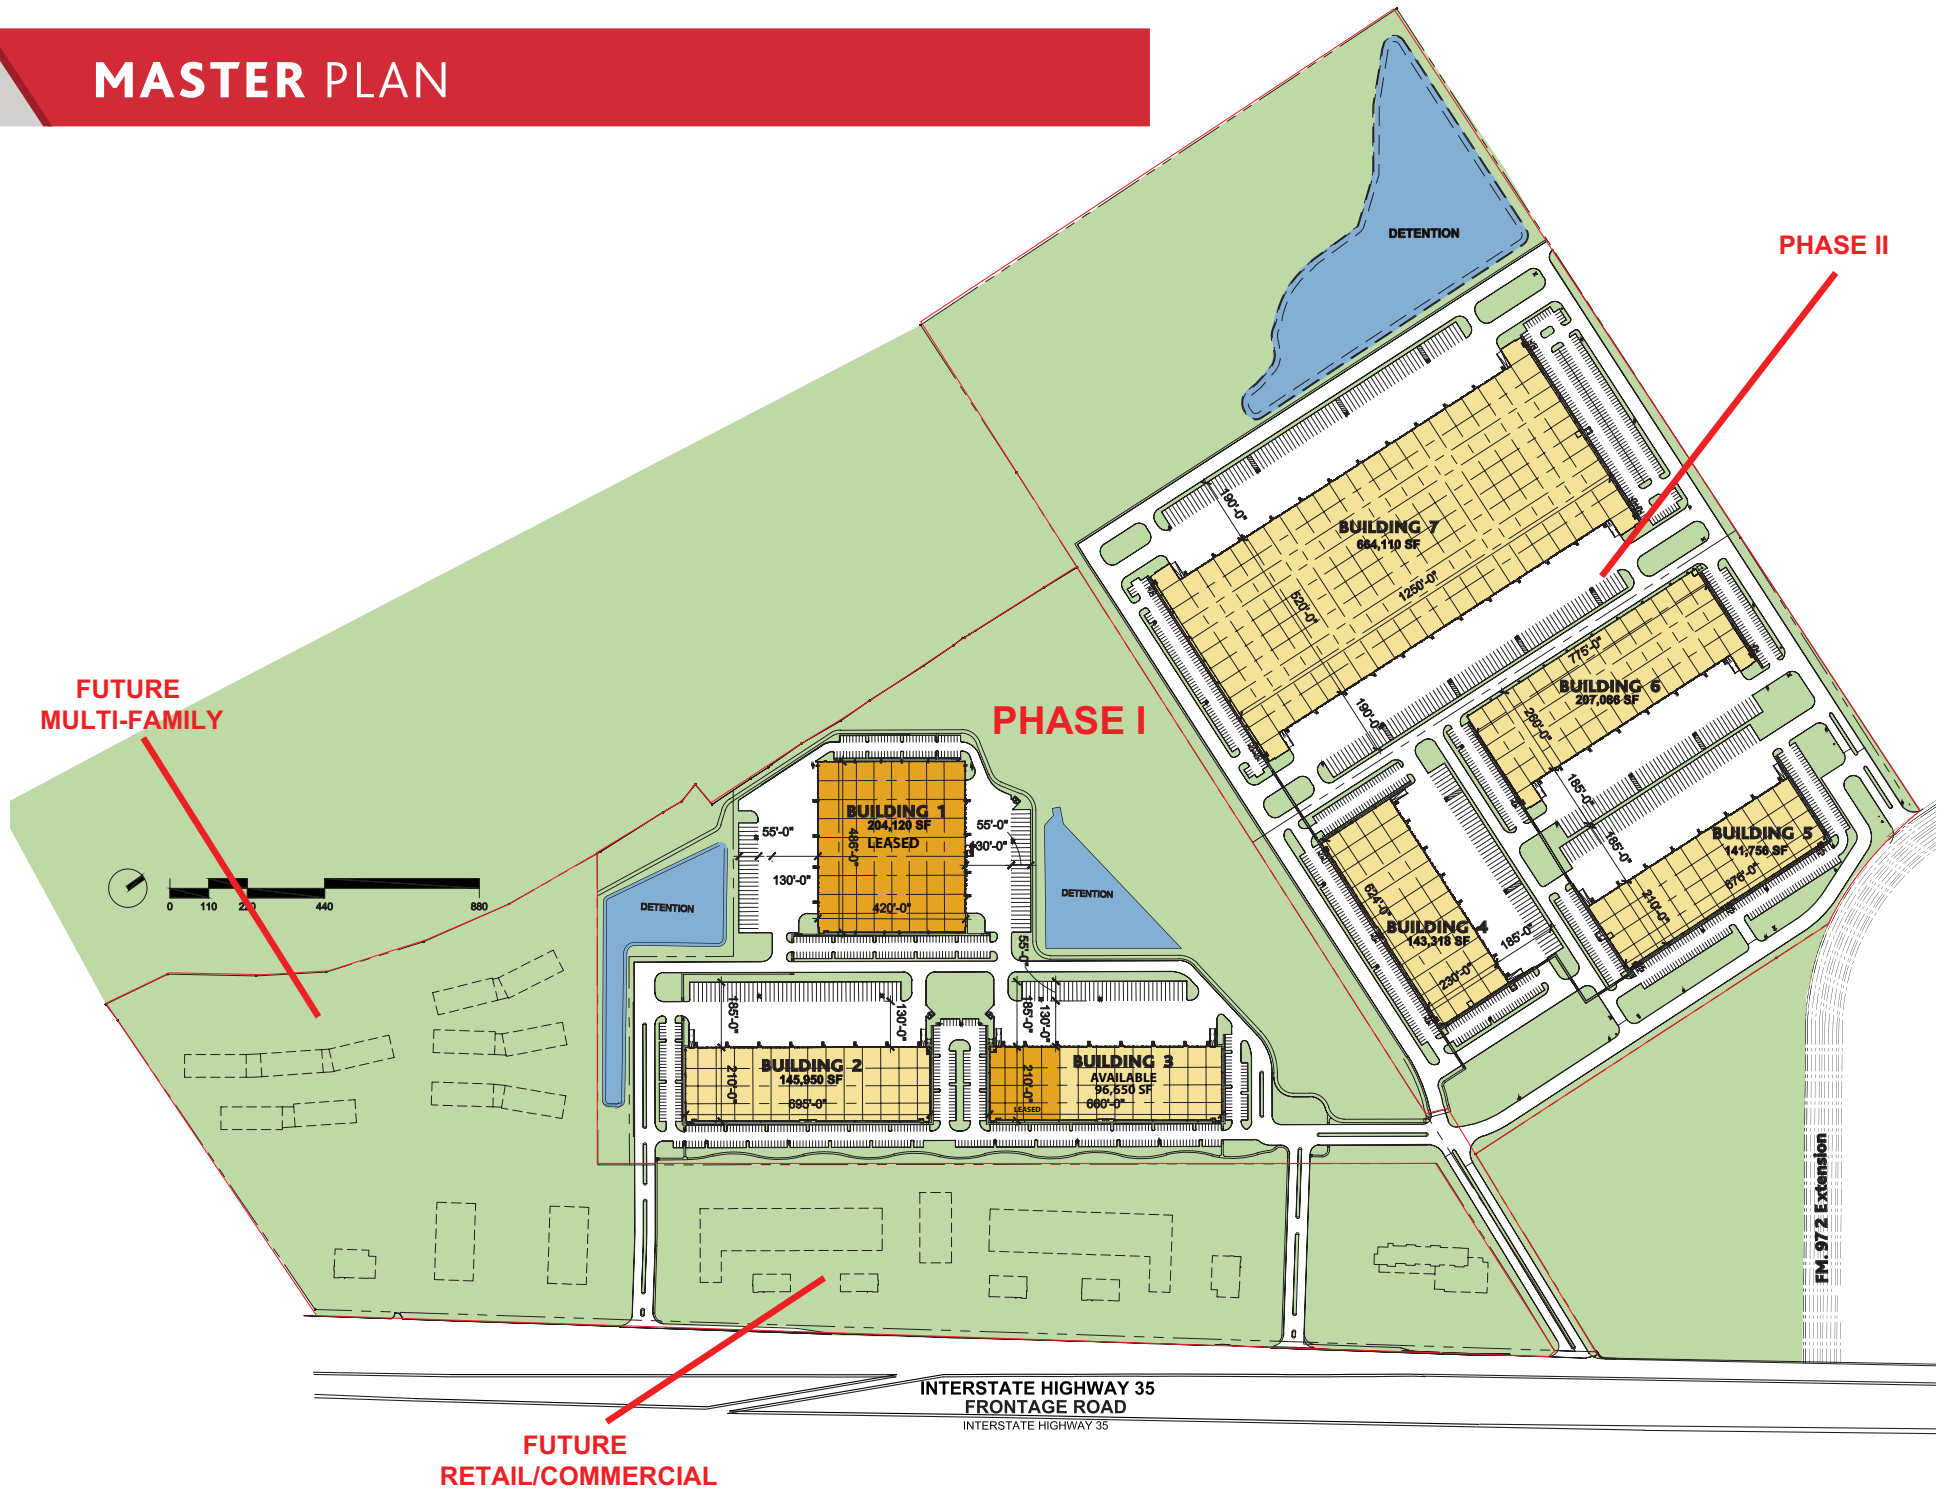 MASTER PLAN
DETENTION
PHASE II
190'-0"
BUILDING 7
664,110 SF
520'-0"
1250'-0"
190'-0"
775'-0"
BUILDING 6
207,086 SF
260'-0"
185'-0"
185'-0"
BUILDING 5
141,756 SF
676'-0"
210'-0"
624'-0"
BUILDING 4
143,318 SF
185'-0"
230'-0"
FUTURE
MULTI-FAMILY
PHASE I
BUILDING 1
204,120 SF
LEASED
486'-0"
420'-0"
55'-0"
130'-0"
55'-0"
130'-0"
DETENTION
DETENTION
0 110 220 440 880
55'-0"
185'-0"
130'-0"
185'-0"
130'-0"
BUILDING 2
145,950 SF
210'-0"
695'-0"
BUILDING 3
AVAILABLE
96,650 SF
210'-0"
660'-0"
LEASED
FM. 972 Extension
INTERSTATE HIGHWAY 35
FRONTAGE ROAD
INTERSTATE HIGHWAY 35
FUTURE
RETAIL/COMMERCIAL